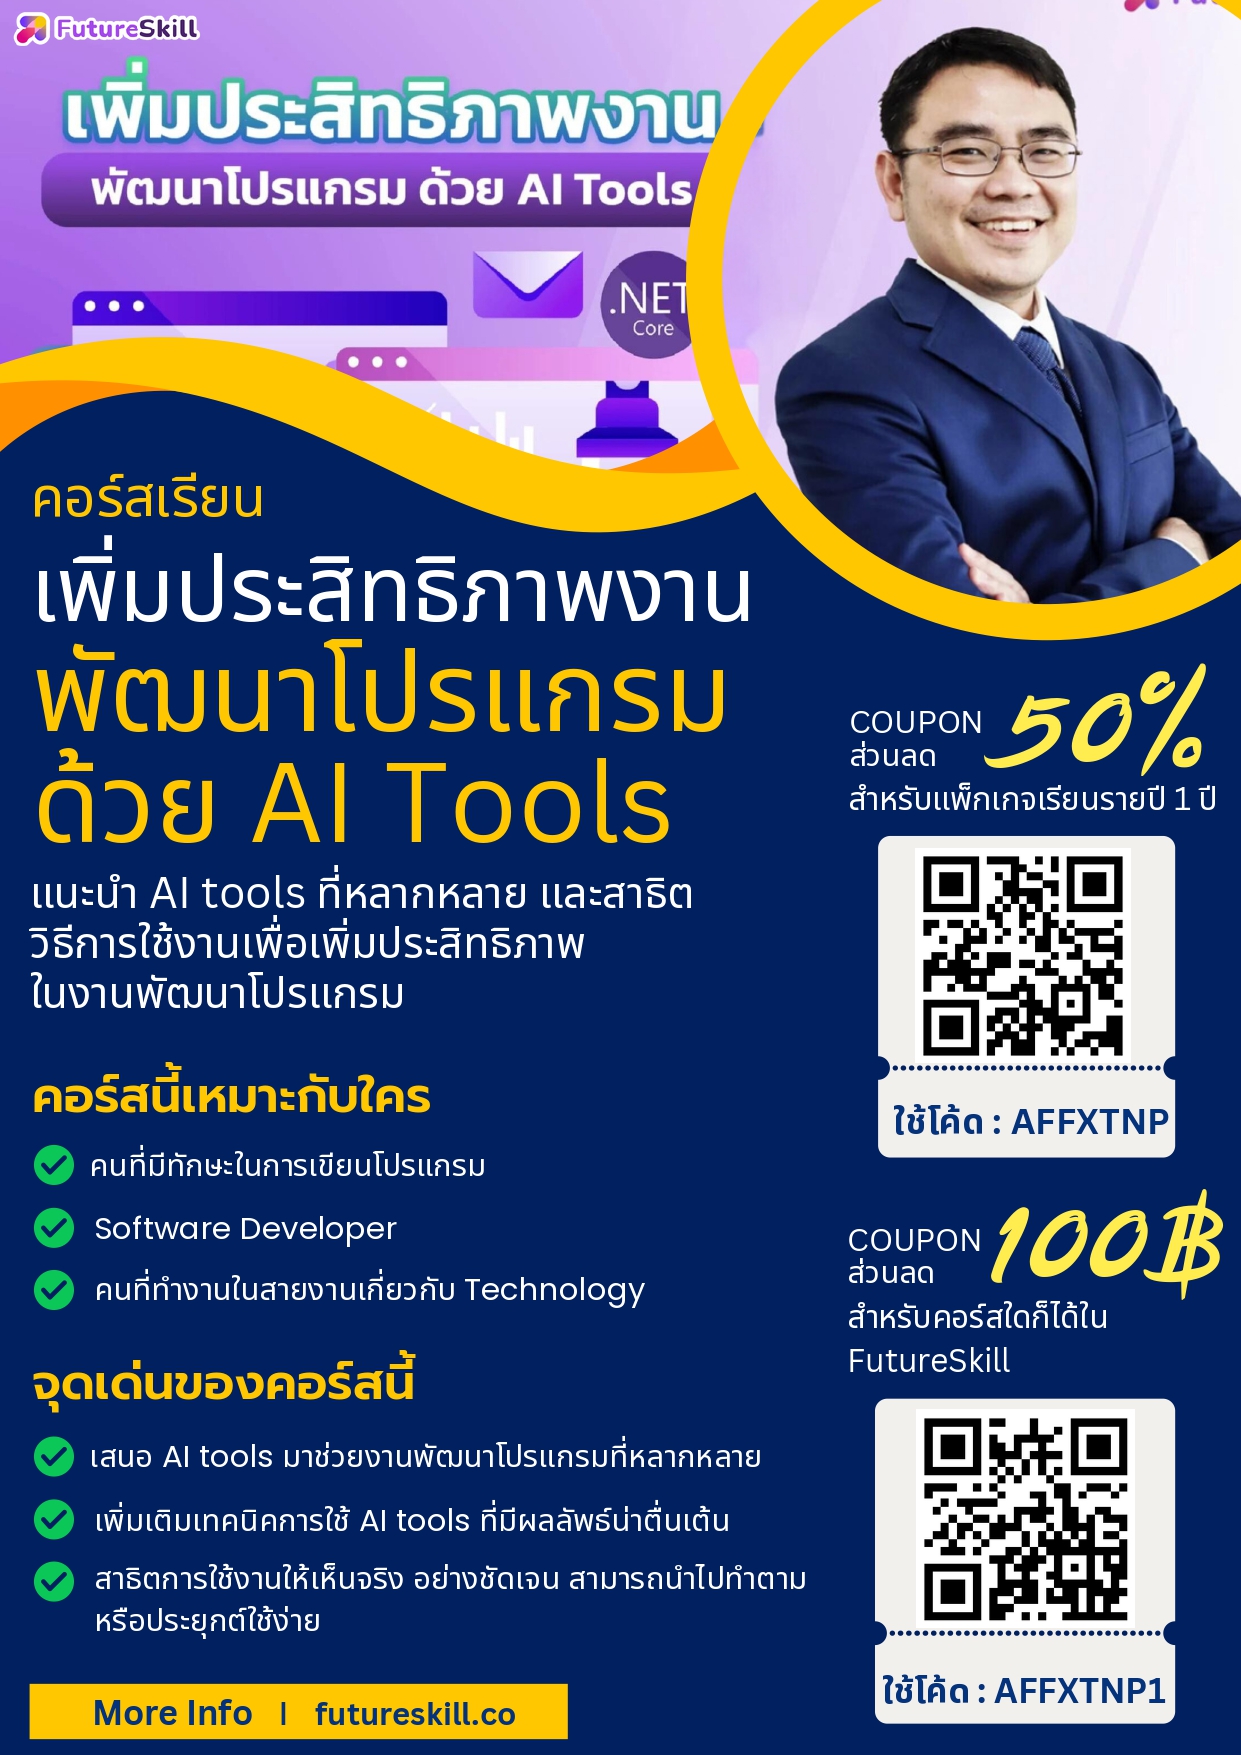 FutureSkill
เพิ่มประสิทธิภาพงาน
พัฒนาโปรแกรม ด้วย AI Tools
.NET
Core
คอร์สเรียน
เพิ่มประสิทธิภาพงาน
พัฒนาโปรแกรม
ด้วย AI Tools
แนะนำ AI tools ที่หลากหลาย และสาธิต
วิธีการใช้งานเพื่อเพิ่มประสิทธิภาพ
ในงานพัฒนาโปรแกรม
คอร์สนี้เหมาะกับใคร
คนที่มีทักษะในการเขียนโปรแกรม
Software Developer
คนที่ทำงานในสายงานเกี่ยวกับ Technology
จุดเด่นของคอร์สนี้
เสนอ AI tools มาช่วยงานพัฒนาโปรแกรมที่หลากหลาย
เพิ่มเติมเทคนิคการใช้ AI tools ที่มีผลลัพธ์น่าตื่นเต้น
สาธิตการใช้งานให้เห็นจริง อย่างชัดเจน สามารถนำไปทำตาม
หรือประยุกต์ใช้ง่าย
More Info | futureskill.co
COUPON 50%
ส่วนลด
สำหรับแพ็กเกจเรียนรายปี 1 ปี
ใช้โค้ด : AFFXTNP
COUPON 100฿
ส่วนลด
สำหรับคอร์สใดก็ได้ใน
FutureSkill
ใช้โค้ด : AFFXTNP1